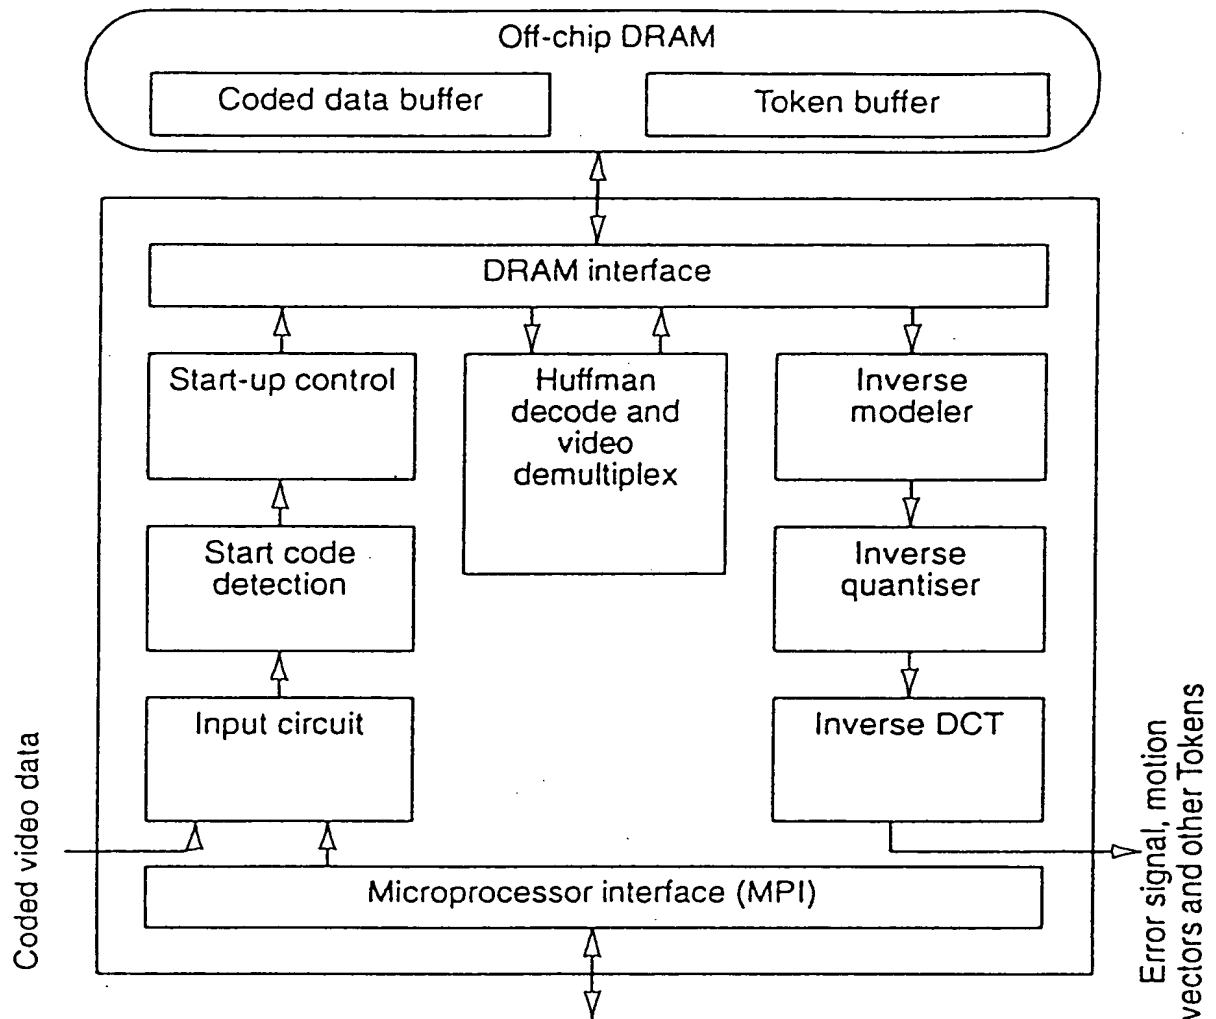 Off-chip DRAM
Coded data buffer
Token buffer
DRAM interface
Start-up control
Huffman
decode and
video
demultiplex
Inverse
modeler
Start code
detection
Inverse
quantiser
Input circuit
Inverse DCT
Coded video data
Error signal, motion
vectors and other Tokens
Microprocessor interface (MPI)